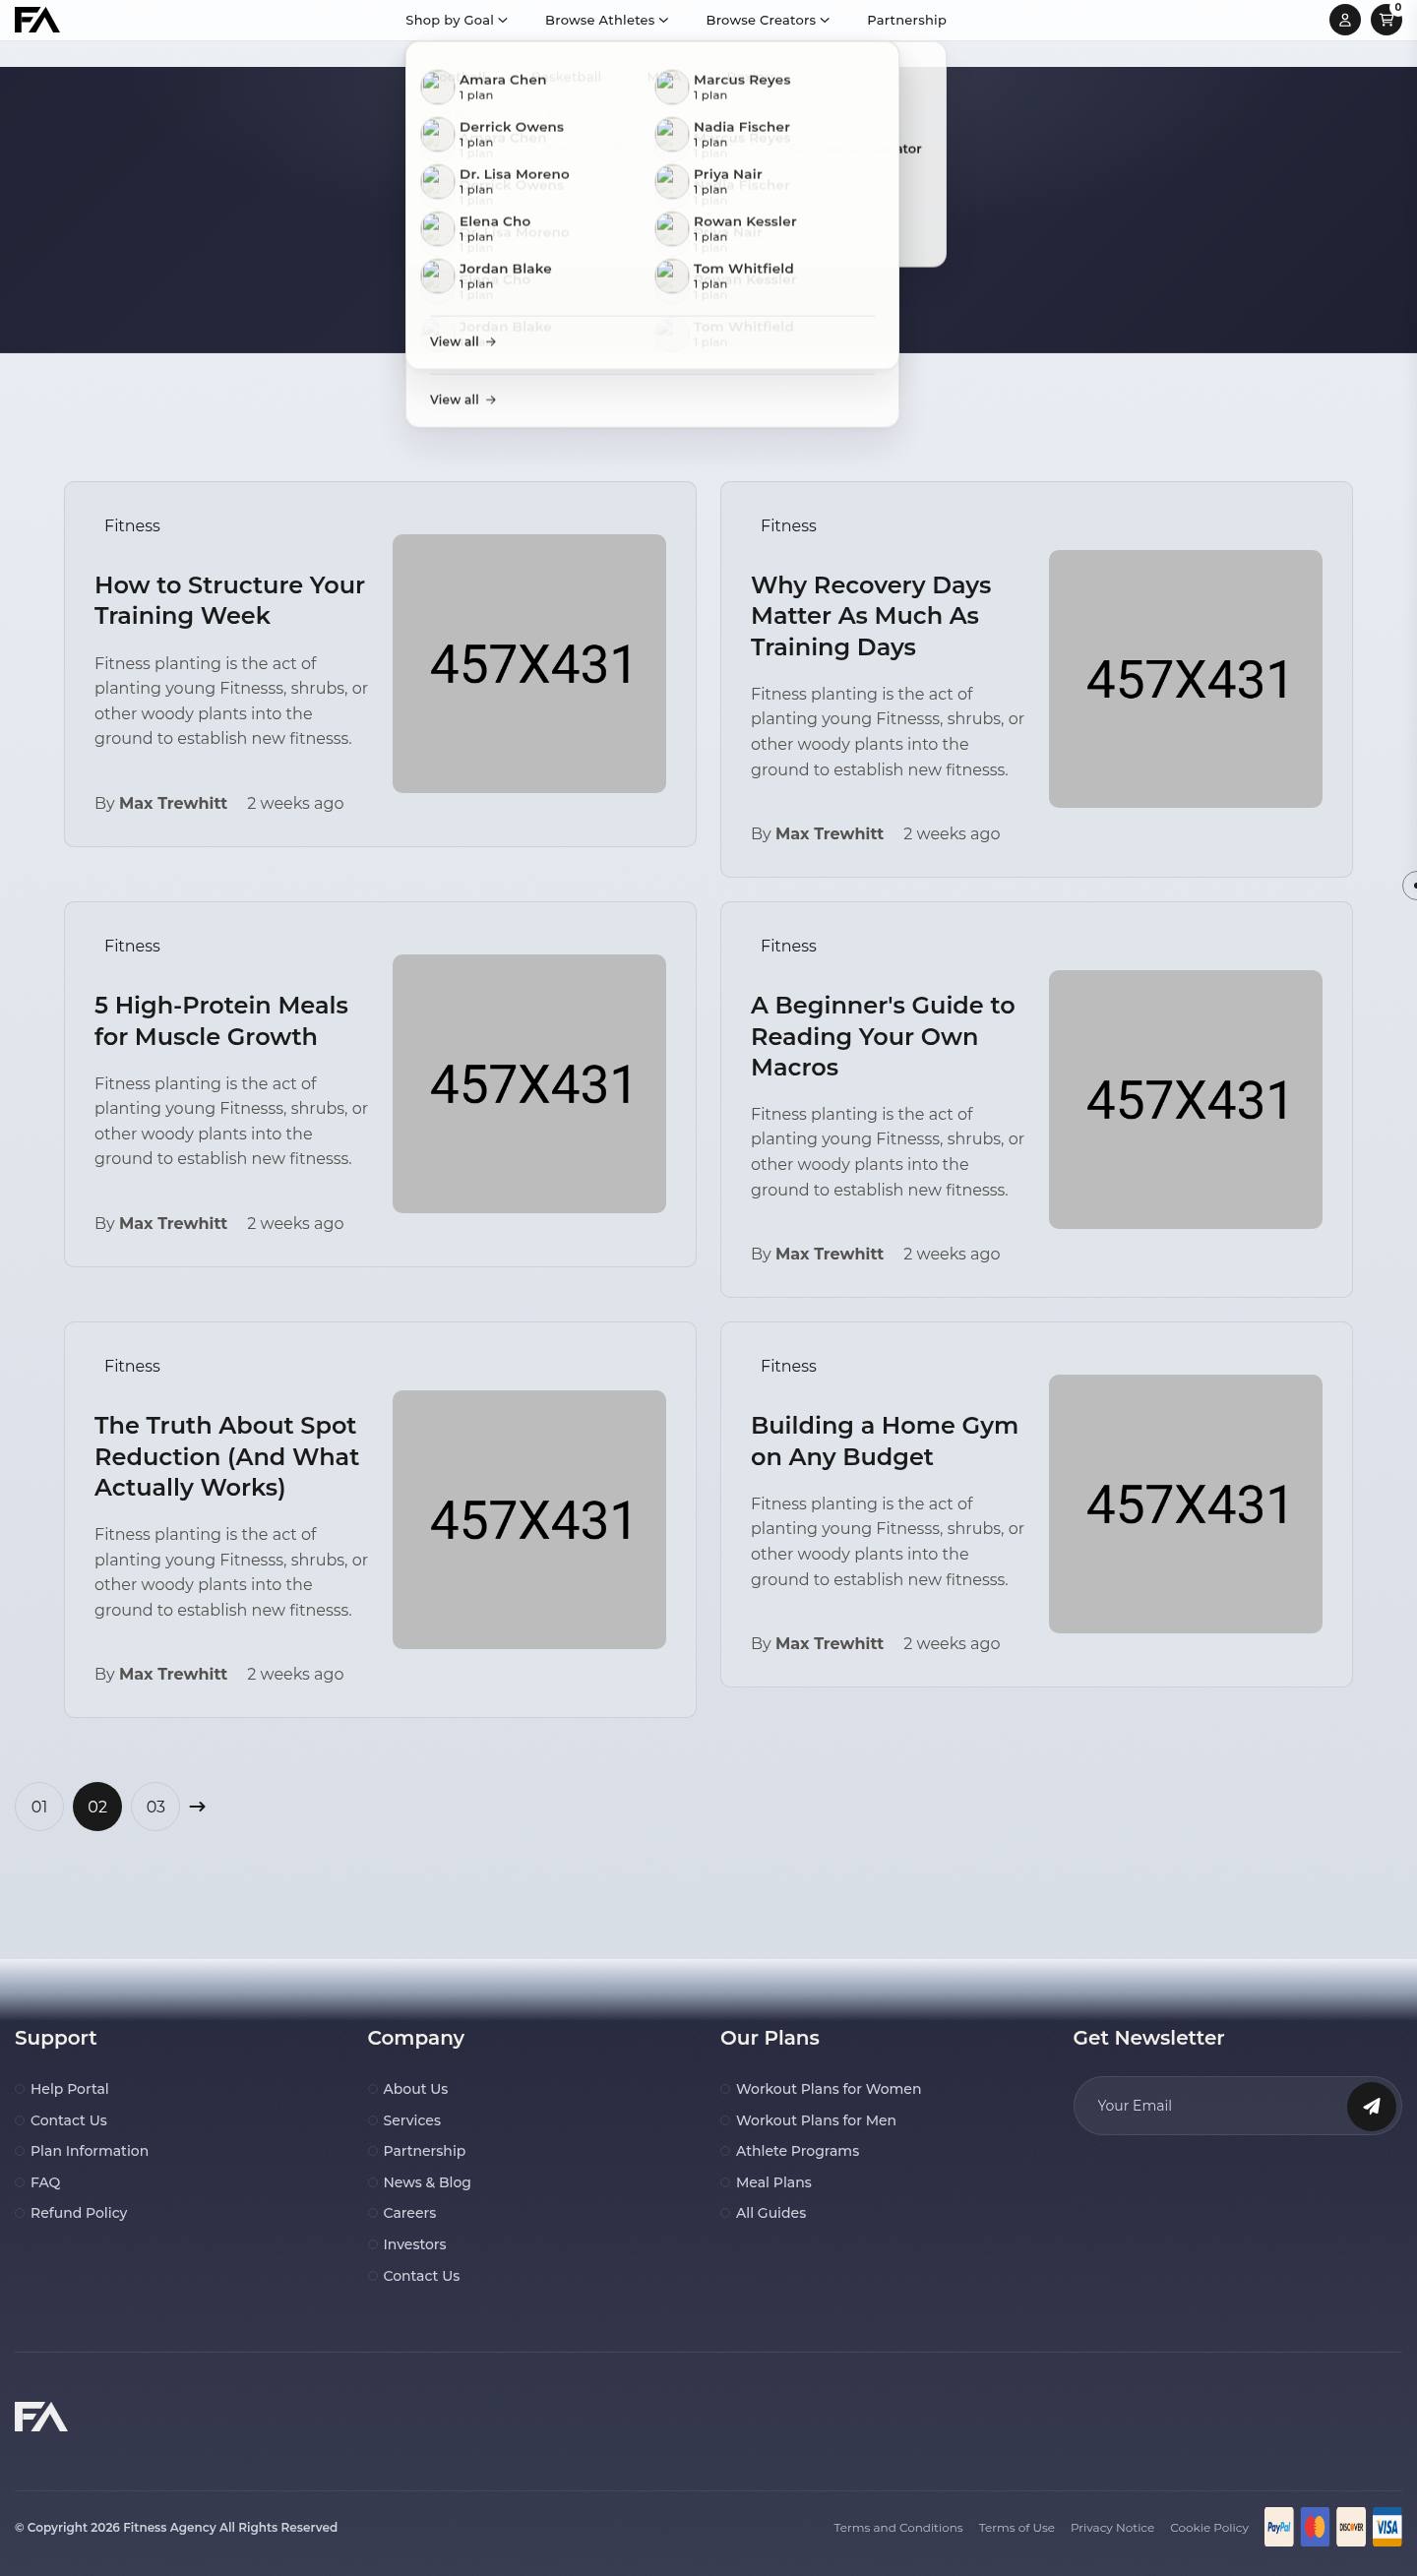 FA
Shop by Goal
Browse Athletes
Browse Creators
Partnership
0
Amara Chen
1 plan
Marcus Reyes
1 plan
Derrick Owens
1 plan
Nadia Fischer
1 plan
Dr. Lisa Moreno
1 plan
Priya Nair
1 plan
Elena Cho
1 plan
Rowan Kessler
1 plan
Jordan Blake
1 plan
Tom Whitfield
1 plan
Jordan Blake
Tom Whitfield
1 plan
View all
View all
Fitness
How to Structure Your
Training Week
Fitness planting is the act of
planting young Fitnesss, shrubs, or
other woody plants into the
ground to establish new fitnesss.
By Max Trewhitt 2 weeks ago
457X431
Fitness
Why Recovery Days
Matter As Much As
Training Days
Fitness planting is the act of
planting young Fitnesss, shrubs, or
other woody plants into the
ground to establish new fitnesss.
By Max Trewhitt 2 weeks ago
457X431
Fitness
5 High-Protein Meals
for Muscle Growth
Fitness planting is the act of
planting young Fitnesss, shrubs, or
other woody plants into the
ground to establish new fitnesss.
By Max Trewhitt 2 weeks ago
457X431
Fitness
A Beginner's Guide to
Reading Your Own
Macros
Fitness planting is the act of
planting young Fitnesss, shrubs, or
other woody plants into the
ground to establish new fitnesss.
By Max Trewhitt 2 weeks ago
457X431
Fitness
The Truth About Spot
Reduction (And What
Actually Works)
Fitness planting is the act of
planting young Fitnesss, shrubs, or
other woody plants into the
ground to establish new fitnesss.
By Max Trewhitt 2 weeks ago
457X431
Fitness
Building a Home Gym
on Any Budget
Fitness planting is the act of
planting young Fitnesss, shrubs, or
other woody plants into the
ground to establish new fitnesss.
By Max Trewhitt 2 weeks ago
457X431
01
02
03
Support
Help Portal
Contact Us
Plan Information
FAQ
Refund Policy
Company
About Us
Services
Partnership
News & Blog
Careers
Investors
Contact Us
Our Plans
Workout Plans for Women
Workout Plans for Men
Athlete Programs
Meal Plans
All Guides
Get Newsletter
Your Email
FA
© Copyright 2026 Fitness Agency All Rights Reserved
Terms and Conditions
Terms of Use
Privacy Notice
Cookie Policy
PayPal
DISCOVER
VISA